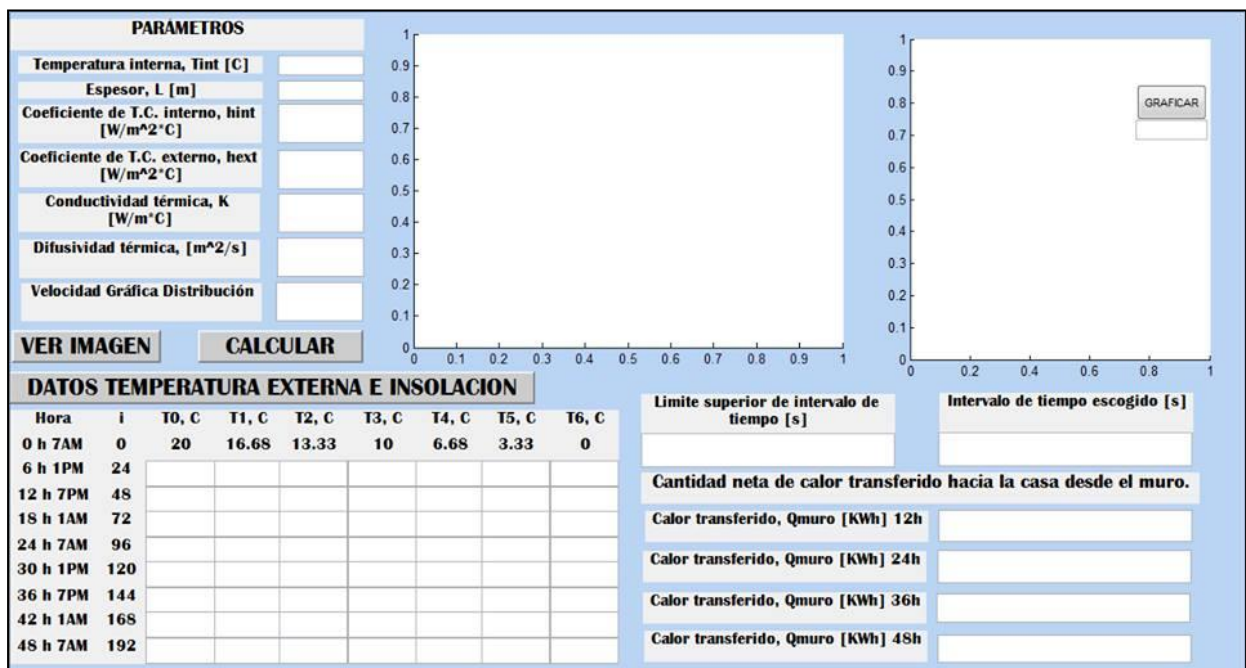 PARÁMETROS
Temperatura interna, Tint [C]
Espesor, L [m]
Coeficiente de T.C. interno, hint
[W/m^2*C]
Coeficiente de T.C. externo, hext
[W/m^2*C]
Conductividad térmica, K
[W/m*C]
Difusividad térmica, [m^2/s]
Velocidad Gráfica Distribución
VER IMAGEN
CALCULAR
1
0.9
0.8
0.7
0.6
0.5
0.4
0.3
0.2
0.1
0
0 0.1 0.2 0.3 0.4 0.5 0.6 0.7 0.8 0.9 1
1
0.9
0.8
0.7
0.6
0.5
0.4
0.3
0.2
0.1
0
0 0.2 0.4 0.6 0.8 1
GRAFICAR
DATOS TEMPERATURA EXTERNA E INSOLACION
Hora i T0, C T1, C T2, C T3, C T4, C T5, C T6, C
0 h 7AM 0 20 16.68 13.33 10 6.68 3.33 0
6 h 1PM 24
12 h 7PM 48
18 h 1AM 72
24 h 7AM 96
30 h 1PM 120
36 h 7PM 144
42 h 1AM 168
48 h 7AM 192
Limite superior de intervalo de
tiempo [s]
Intervalo de tiempo escogido [s]
Cantidad neta de calor transferido hacia la casa desde el muro.
Calor transferido, Qmuro [KWh] 12h
Calor transferido, Qmuro [KWh] 24h
Calor transferido, Qmuro [KWh] 36h
Calor transferido, Qmuro [KWh] 48h